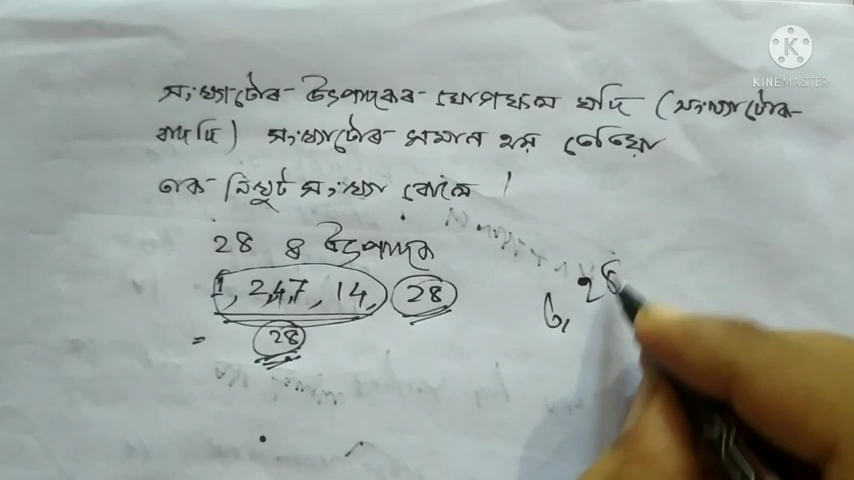 সংখ্যাটোৰ উৎপাদকৰ যোগফল যদি (সংখ্যাটোক
বাদ দি) সংখ্যাটোৰ সমান হয় তেতিয়া
তাক নিখুঁট সংখ্যা বোলে।
28 ৪ উৎপাদক
1, 2,4,7, 14, 28
= 28
6, 28
K
KINEMASTER